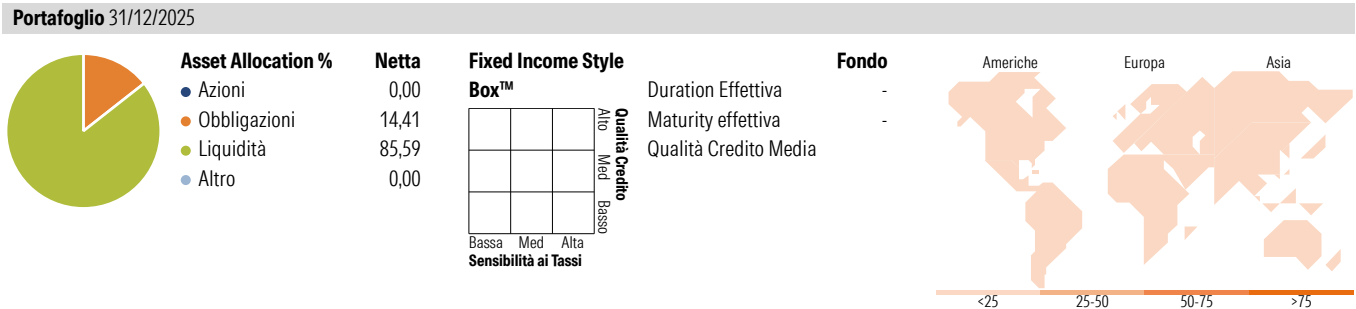 Portafoglio 31/12/2025
Asset Allocation % Netta
Azioni 0,00
Obbligazioni 14,41
Liquidità 85,59
Altro 0,00
Fixed Income Style
Box™
Alto Med Basso
Qualità Credito
Bassa Med Alta
Sensibilità ai Tassi
Fondo
Duration Effettiva -
Maturity effettiva -
Qualità Credito Media
Americhe Europa Asia
<25 25-50 50-75 >75